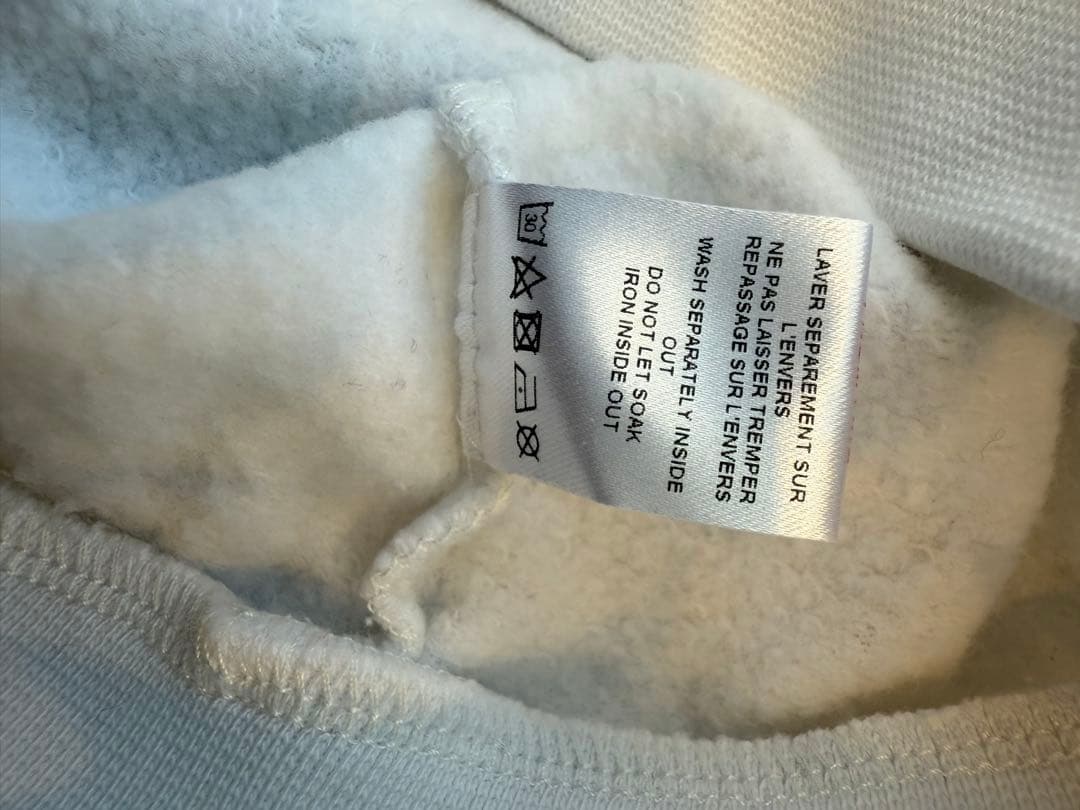 LAVER SEPAREMENT SUR
L'ENVERS
NE PAS LAISSER TREMPER
REPASSAGE SUR L'ENVERS
WASH SEPARATELY INSIDE
OUT
DO NOT LET SOAK
IRON INSIDE OUT
30